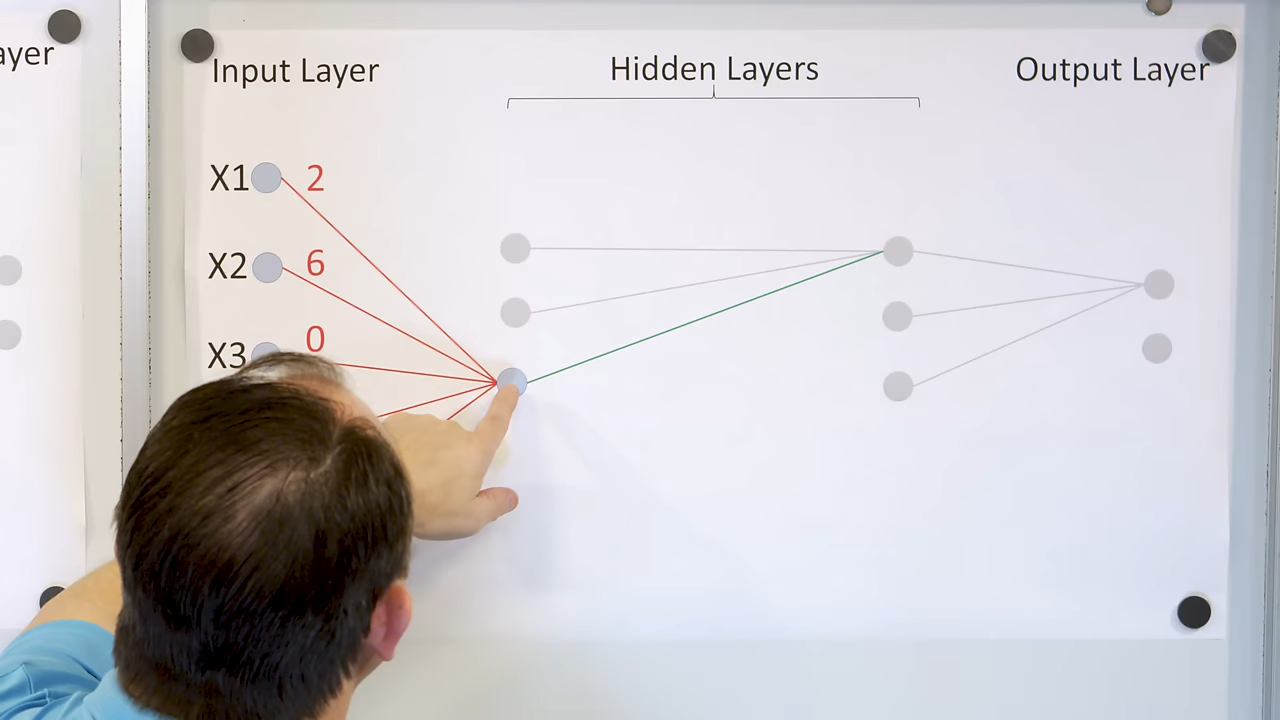 ayer
Input Layer
Hidden Layers
Output Layer
X1 2
X2 6
X3 0